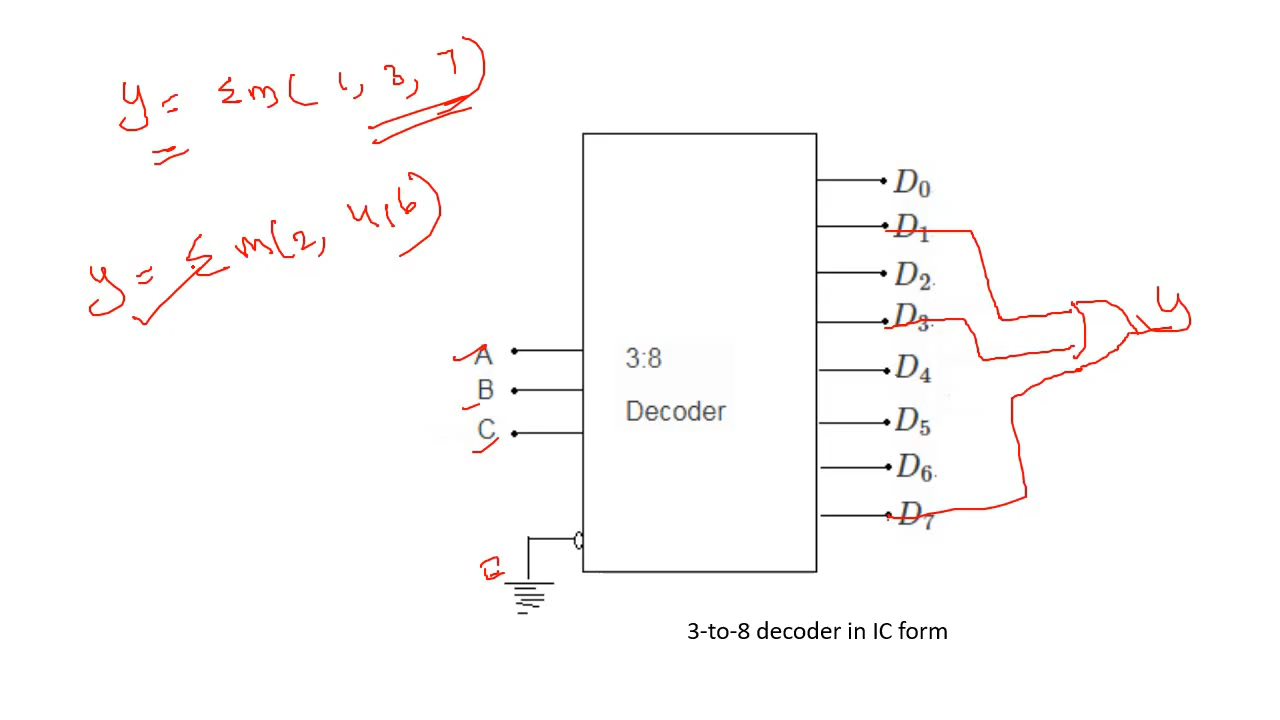 y = Σm( 1, 3, 7)
y = Σ m(2, 4, 6)
D0
D1
D2
D3
D4
D5
D6
D7
y
A
B
C
3:8
Decoder
E
3-to-8 decoder in IC form